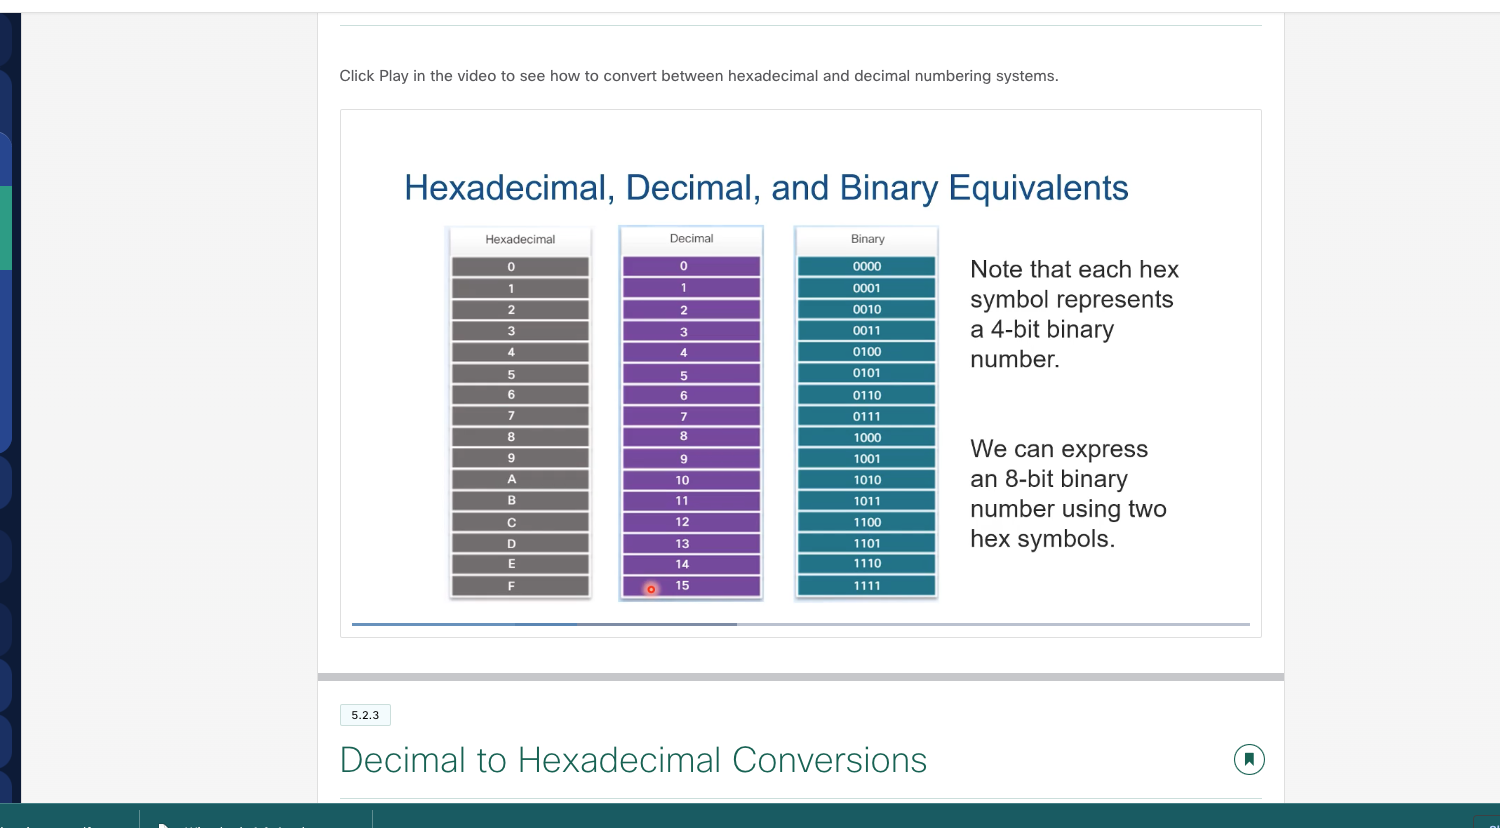 Click Play in the video to see how to convert between hexadecimal and decimal numbering systems.
Hexadecimal, Decimal, and Binary Equivalents
Hexadecimal Decimal Binary
0 0 0000
1 1 0001
2 2 0010
3 3 0011
4 4 0100
5 5 0101
6 6 0110
7 7 0111
8 8 1000
9 9 1001
A 10 1010
B 11 1011
C 12 1100
D 13 1101
E 14 1110
F 15 1111
Note that each hex
symbol represents
a 4-bit binary
number.
We can express
an 8-bit binary
number using two
hex symbols.
5.2.3
Decimal to Hexadecimal Conversions